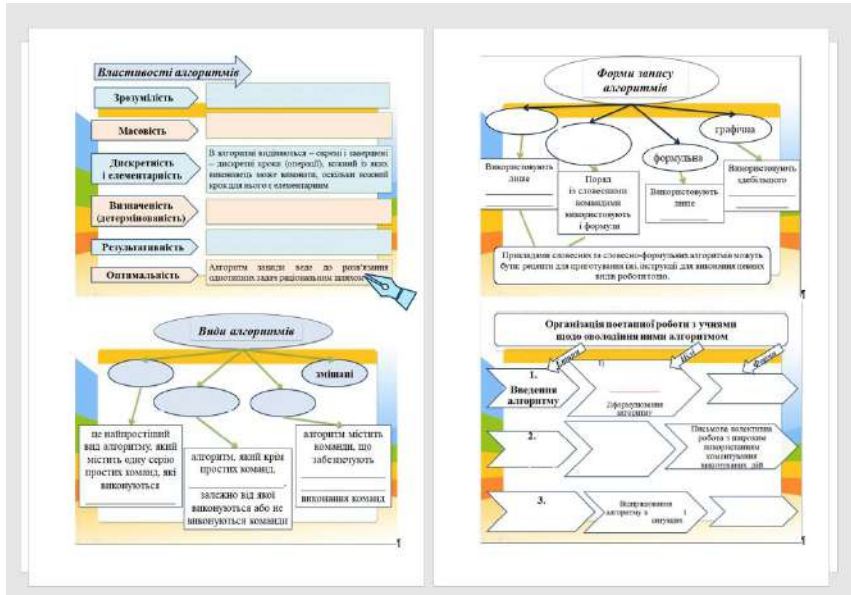 Властивості алгоритмів
Зрозумілість
Масовість
Дискретність
і елементарність
В алгоритмі виділяються – окремі і завершені
– дискретні кроки (операції), кожний із яких
виконавець може виконати, оскільки кожний
крок для нього є елементарним
Визначеність
(детермінованість)
Результативність
Оптимальність
Алгоритм завжди веде до розв'язання
однотипних задач раціональним шляхом
Види алгоритмів
змішані
це найпростіший
вид алгоритму, який
містить одну серію
простих команд, які
виконуються
алгоритм, який крім
простих команд,
залежно від якої
виконуються або не
виконуються команди
алгоритм містить
команди, що
забезпечують
виконання команд
Форми запису
алгоритмів
формульна
графічна
Використовують
лише
Поряд
із словесними
командами
використовують
і формули
Використовують
лише
Використовують
здебільшого
Прикладами словесних та словесно-формульних алгоритмів можуть
бути: рецепти для приготування їжі, інструкції для виконання певних
видів роботи тощо.
Організація поетапної роботи з учнями
щодо оволодіння ними алгоритмом
Етапи
Цілі
Форма
1.
Введення
алгоритму
1)
2)формулювання
алгоритму
2.
Письмова колективна
робота з широким
використанням
коментування
виконуваних дій
3.
Відпрацювання
алгоритму в
ситуаціях